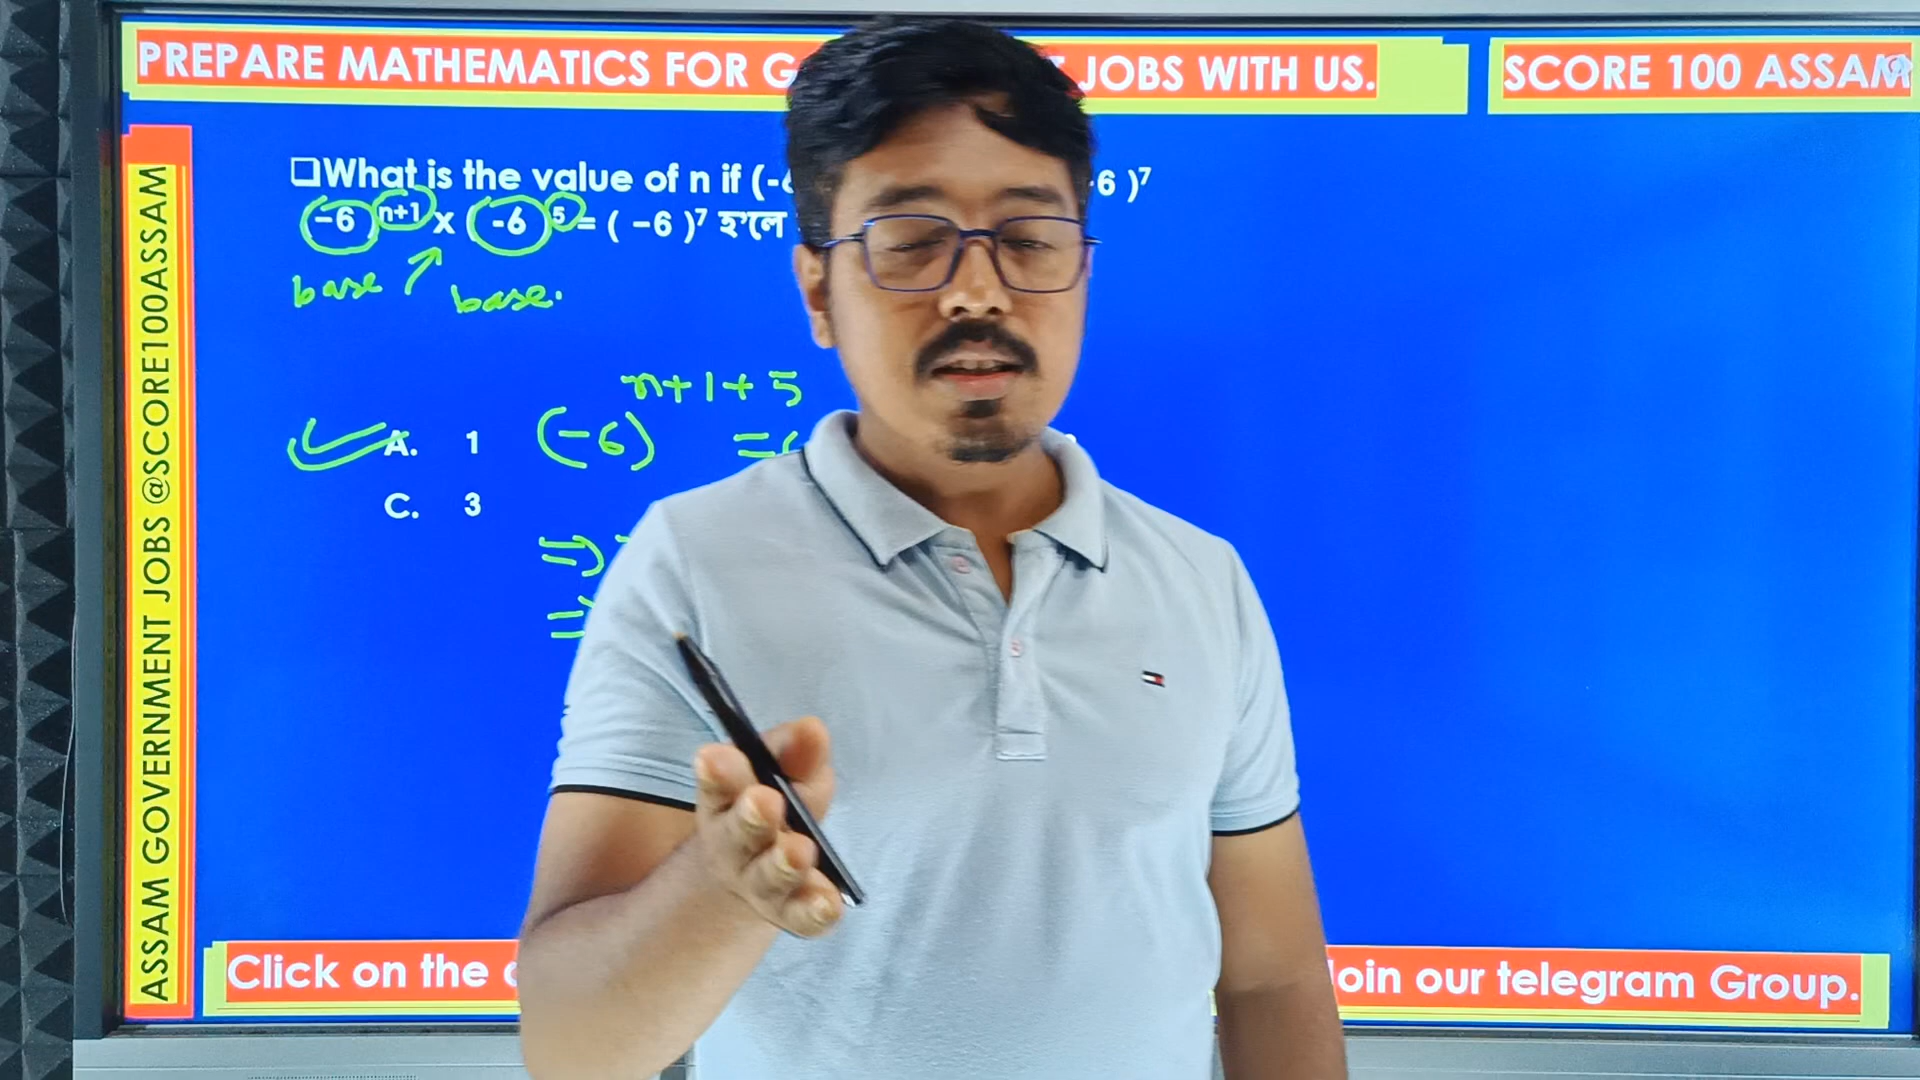 PREPARE MATHEMATICS FOR G JOBS WITH US.
SCORE 100 ASSAM
ASSAM GOVERNMENT JOBS @SCORE100ASSAM
❑What is the value of n if (-6 6 )⁷
−6 n+1 X ( -6 5 = ( −6 )⁷ হ'লে
base base.
n+1+5
A. 1 (-6) =
C. 3
⇒
⇒
Click on the
Join our telegram Group.